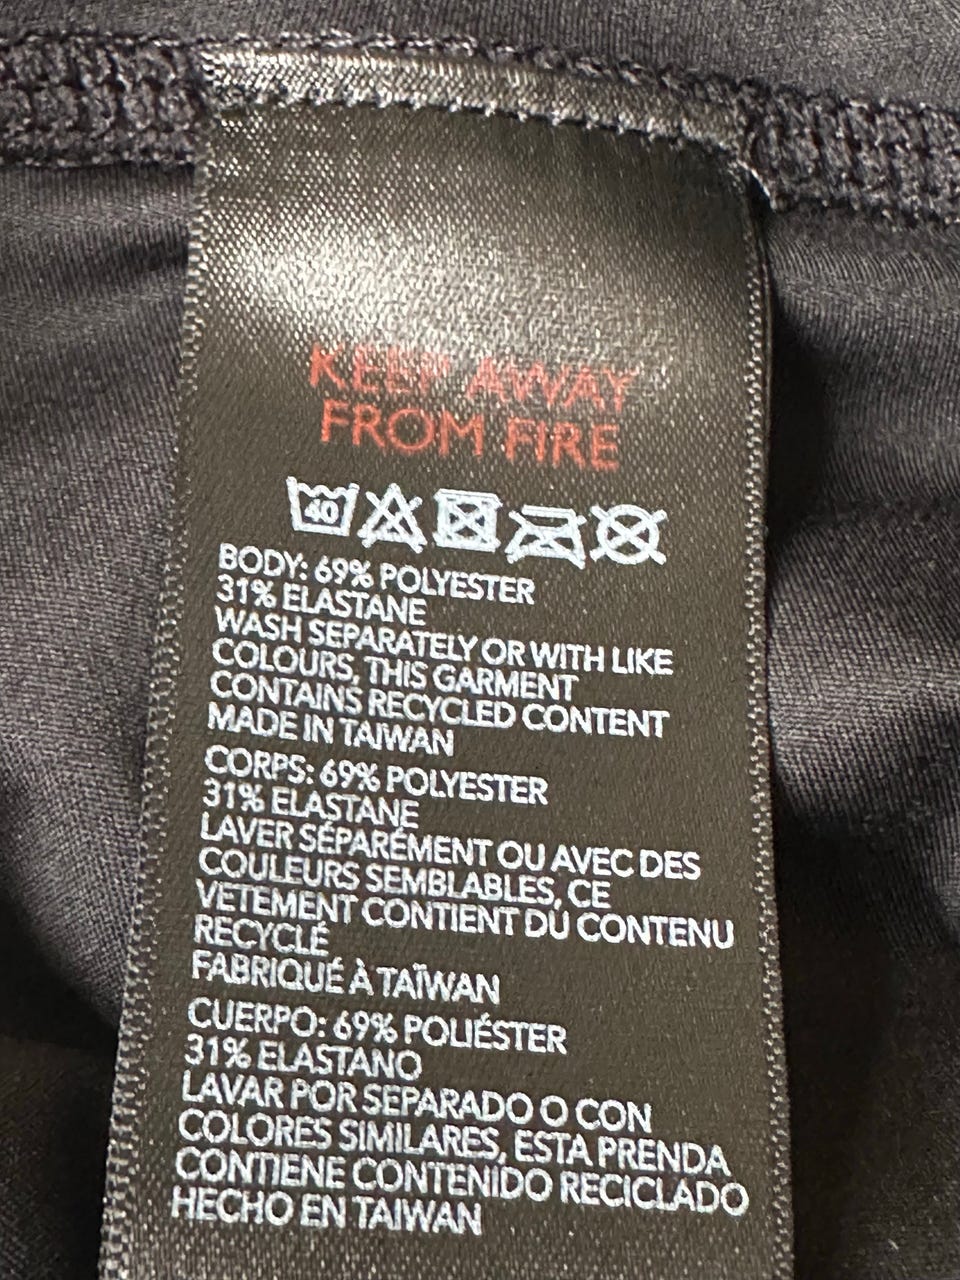 KEEP AWAY
FROM FIRE
40
BODY: 69% POLYESTER
31% ELASTANE
WASH SEPARATELY OR WITH LIKE
COLOURS, THIS GARMENT
CONTAINS RECYCLED CONTENT
MADE IN TAIWAN
CORPS: 69% POLYESTER
31% ELASTANE
LAVER SÉPARÉMENT OU AVEC DES
COULEURS SEMBLABLES, CE
VETEMENT CONTIENT DU CONTENU
RECYCLÉ
FABRIQUÉ À TAÏWAN
CUERPO: 69% POLIÉSTER
31% ELASTANO
LAVAR POR SEPARADO O CON
COLORES SIMILARES, ESTA PRENDA
CONTIENE CONTENIDO RECICLADO
HECHO EN TAIWAN